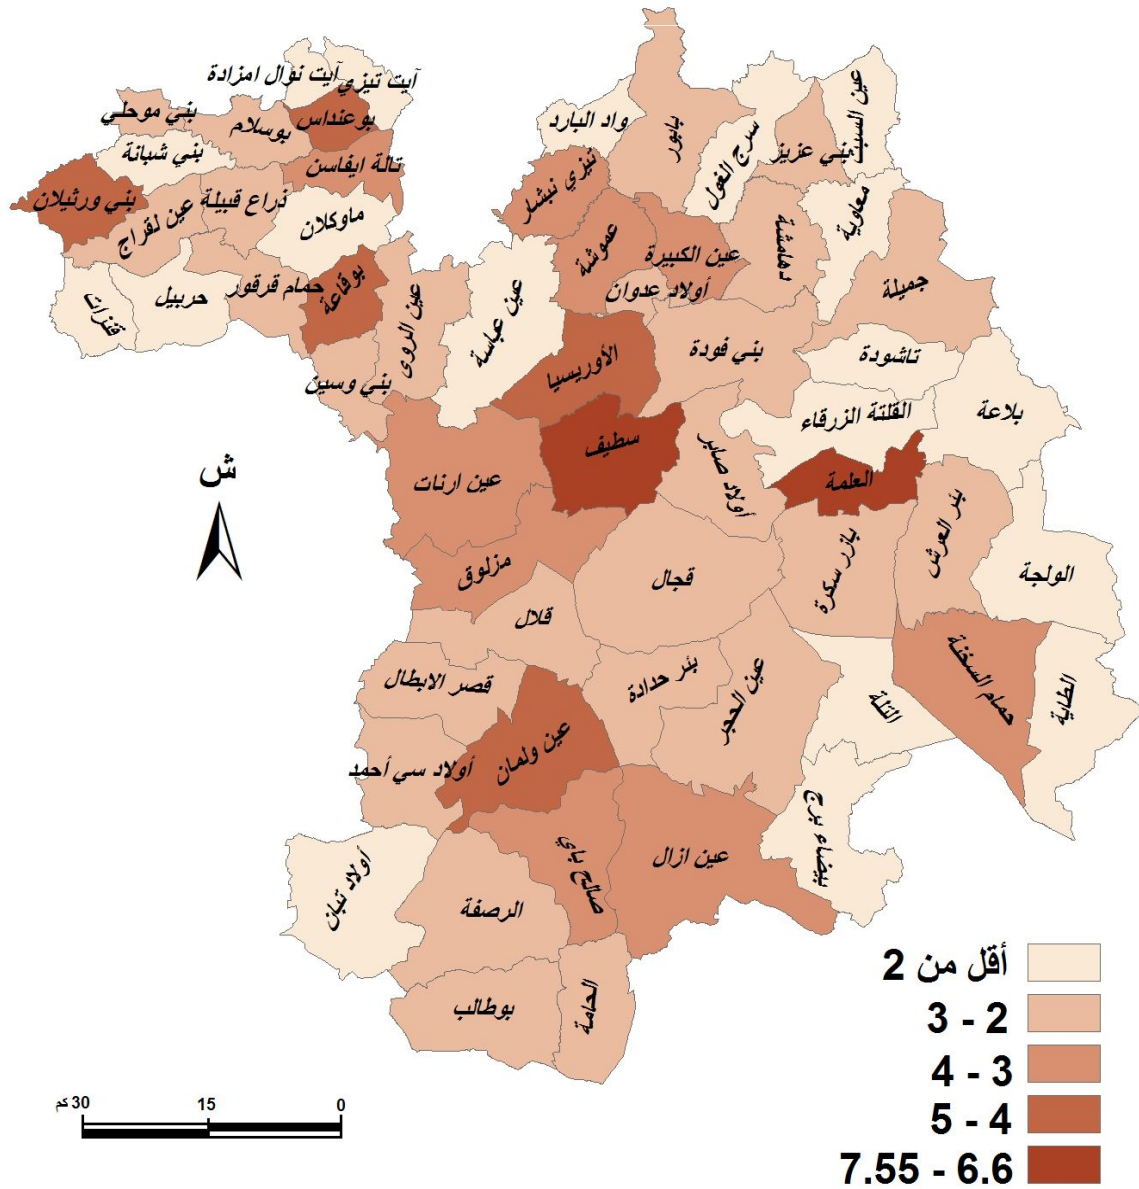 آيت نوال امزادة
آيت تيزي
بني موحلي
بوسلام
بوعنداس
بني شبانة
تالة ايفاسن
بني ورثيلان
عين لقراج
ذراع قبيلة
ماوكلان
قنزات
حربيل
حمام قرقور
بوقاعة
عين الروى
بني وسين
عين عباسة
واد البارد
بابور
سرج الغول
بني عزيز
عين السبت
تيزي نبشار
عموشة
عين الكبيرة
أولاد عدوان
دهامشة
معاوية
جميلة
الأوريسيا
بني فودة
تاشودة
القلتة الزرقاء
بلاعة
سطيف
أولاد صابر
العلمة
بئر العرش
الولجة
عين ارنات
مزلوق
قجال
بازر سكرة
قلال
قصر الابطال
بئر حدادة
عين الحجر
التلة
حمام السخنة
الطاية
عين ولمان
أولاد سي أحمد
صالح باي
عين ازال
بيضاء برج
أولاد تبان
الرصفة
بوطالب
الحامة
ش
أقل من 2
3 - 2
4 - 3
5 - 4
7.55 - 6.6
30 كم 15 0